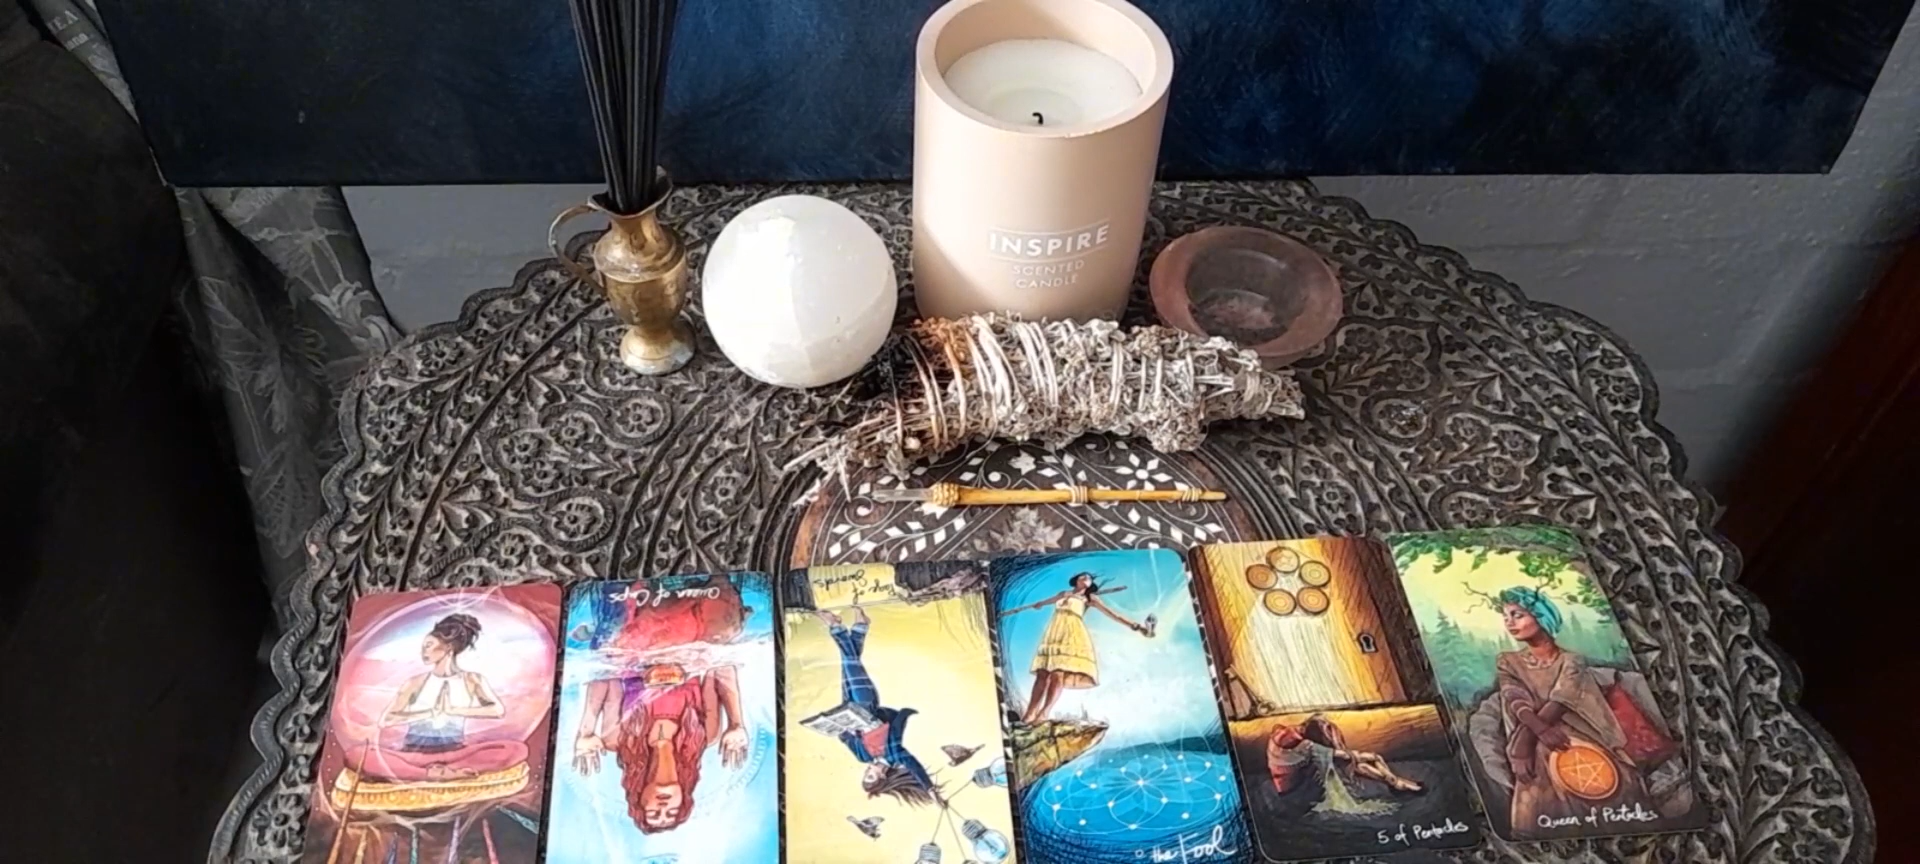 INSPIRE
SCENTED
CANDLE
Queen of Cups
Page of
Swords
the Fool
5 of Pentacles
Queen of Pentacles